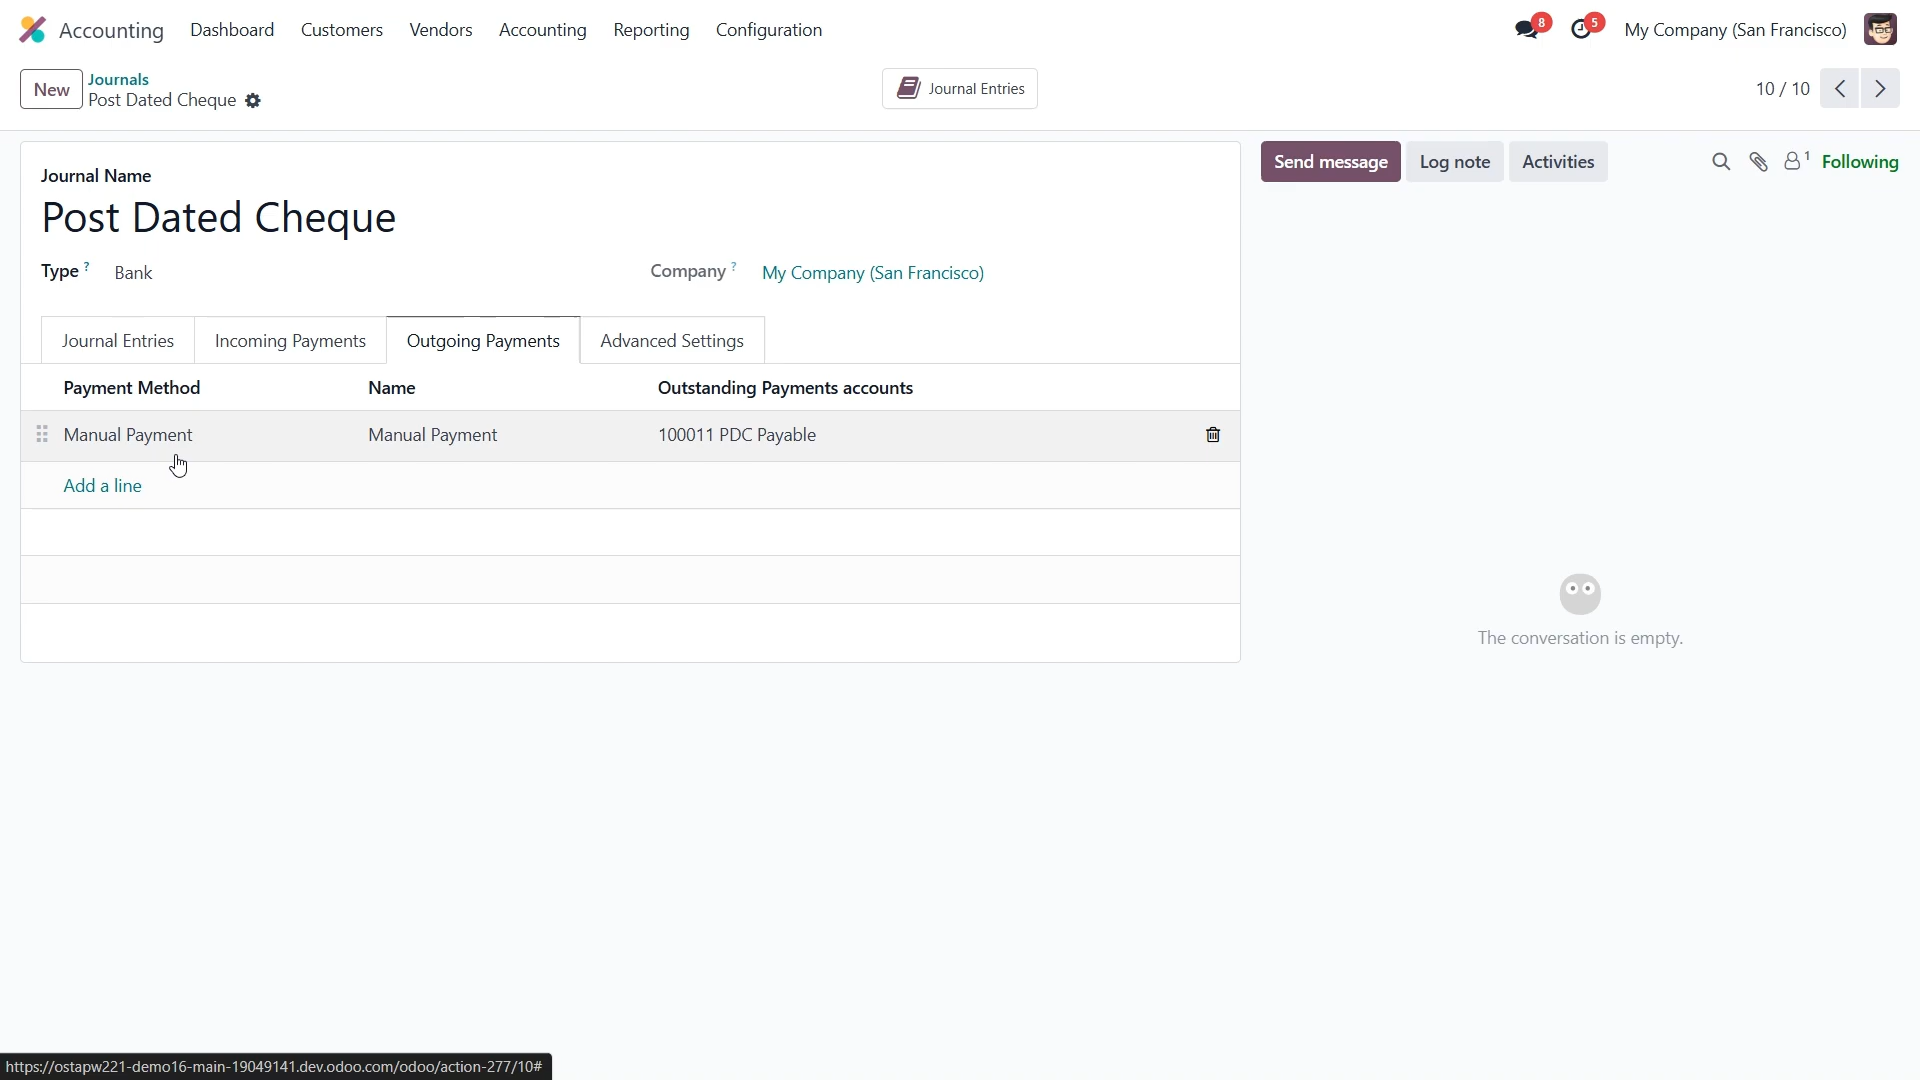 Accounting Dashboard Customers Vendors Accounting Reporting Configuration 8 5 My Company (San Francisco)
New Journals
Post Dated Cheque
Journal Entries
10 / 10
Journal Name
Post Dated Cheque
Type ? Bank
Company ? My Company (San Francisco)
Journal Entries Incoming Payments Outgoing Payments Advanced Settings
Payment Method Name Outstanding Payments accounts
Manual Payment Manual Payment 100011 PDC Payable
Add a line
Send message Log note Activities 1 Following
The conversation is empty.
https://ostapw221-demo16-main-19049141.dev.odoo.com/odoo/action-277/10#